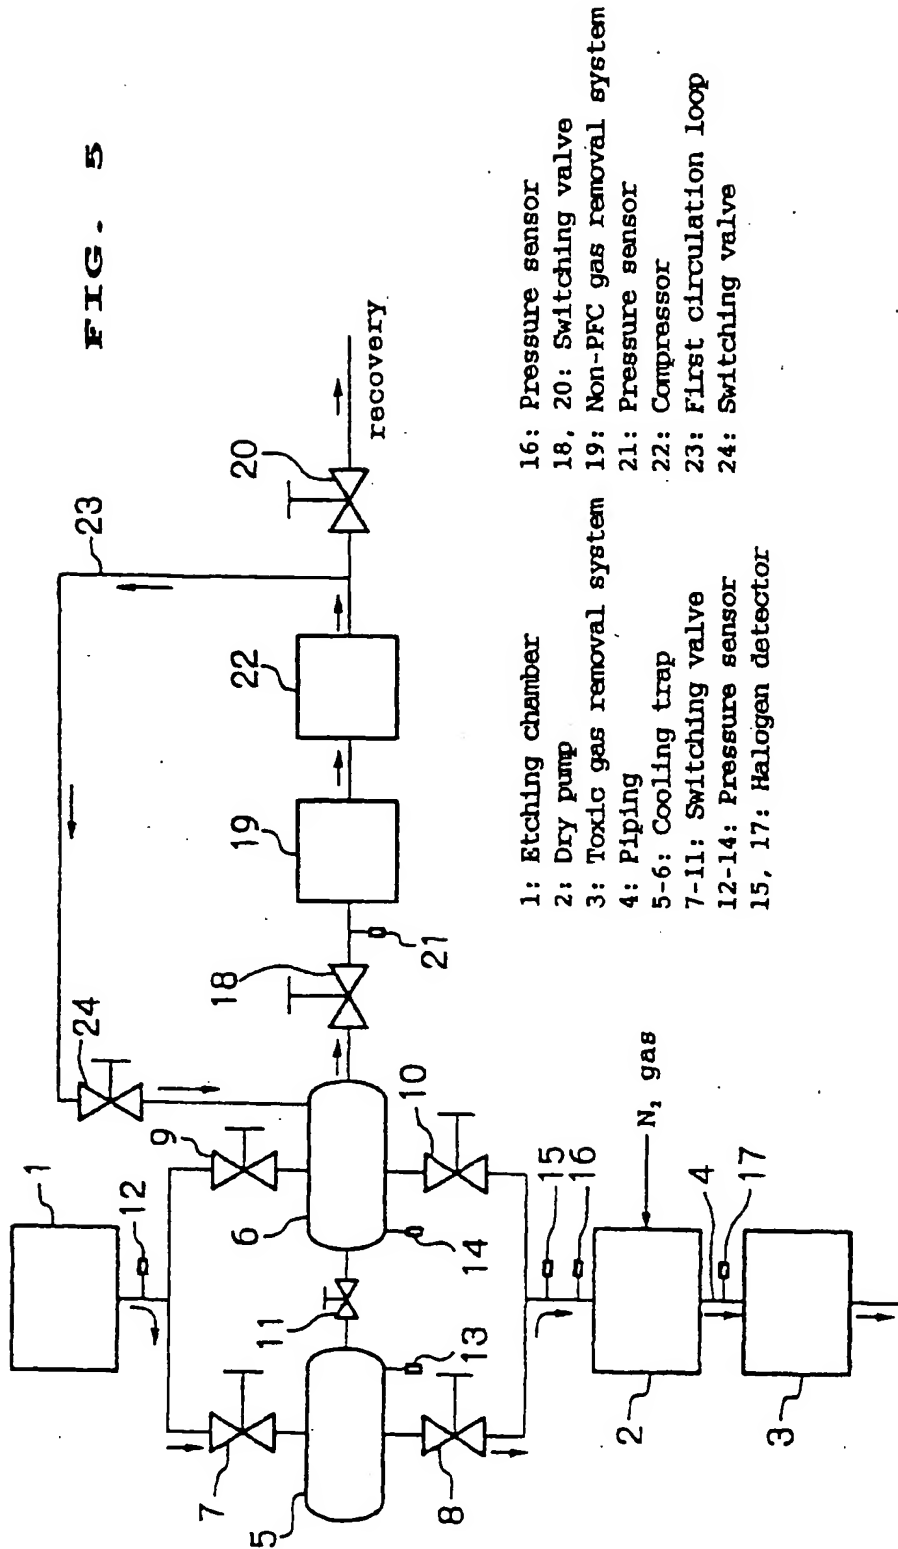 FIG. 5
1
12
7
9
24
23
5
11
6
13
14
8
10
18
21
19
22
20
recovery
15
16
N₂ gas
2
4
17
3
1: Etching chamber
2: Dry pump
3: Toxic gas removal system
4: Piping
5-6: Cooling trap
7-11: Switching valve
12-14: Pressure sensor
15, 17: Halogen detector
16: Pressure sensor
18, 20: Switching valve
19: Non-PFC gas removal system
21: Pressure sensor
22: Compressor
23: First circulation loop
24: Switching valve